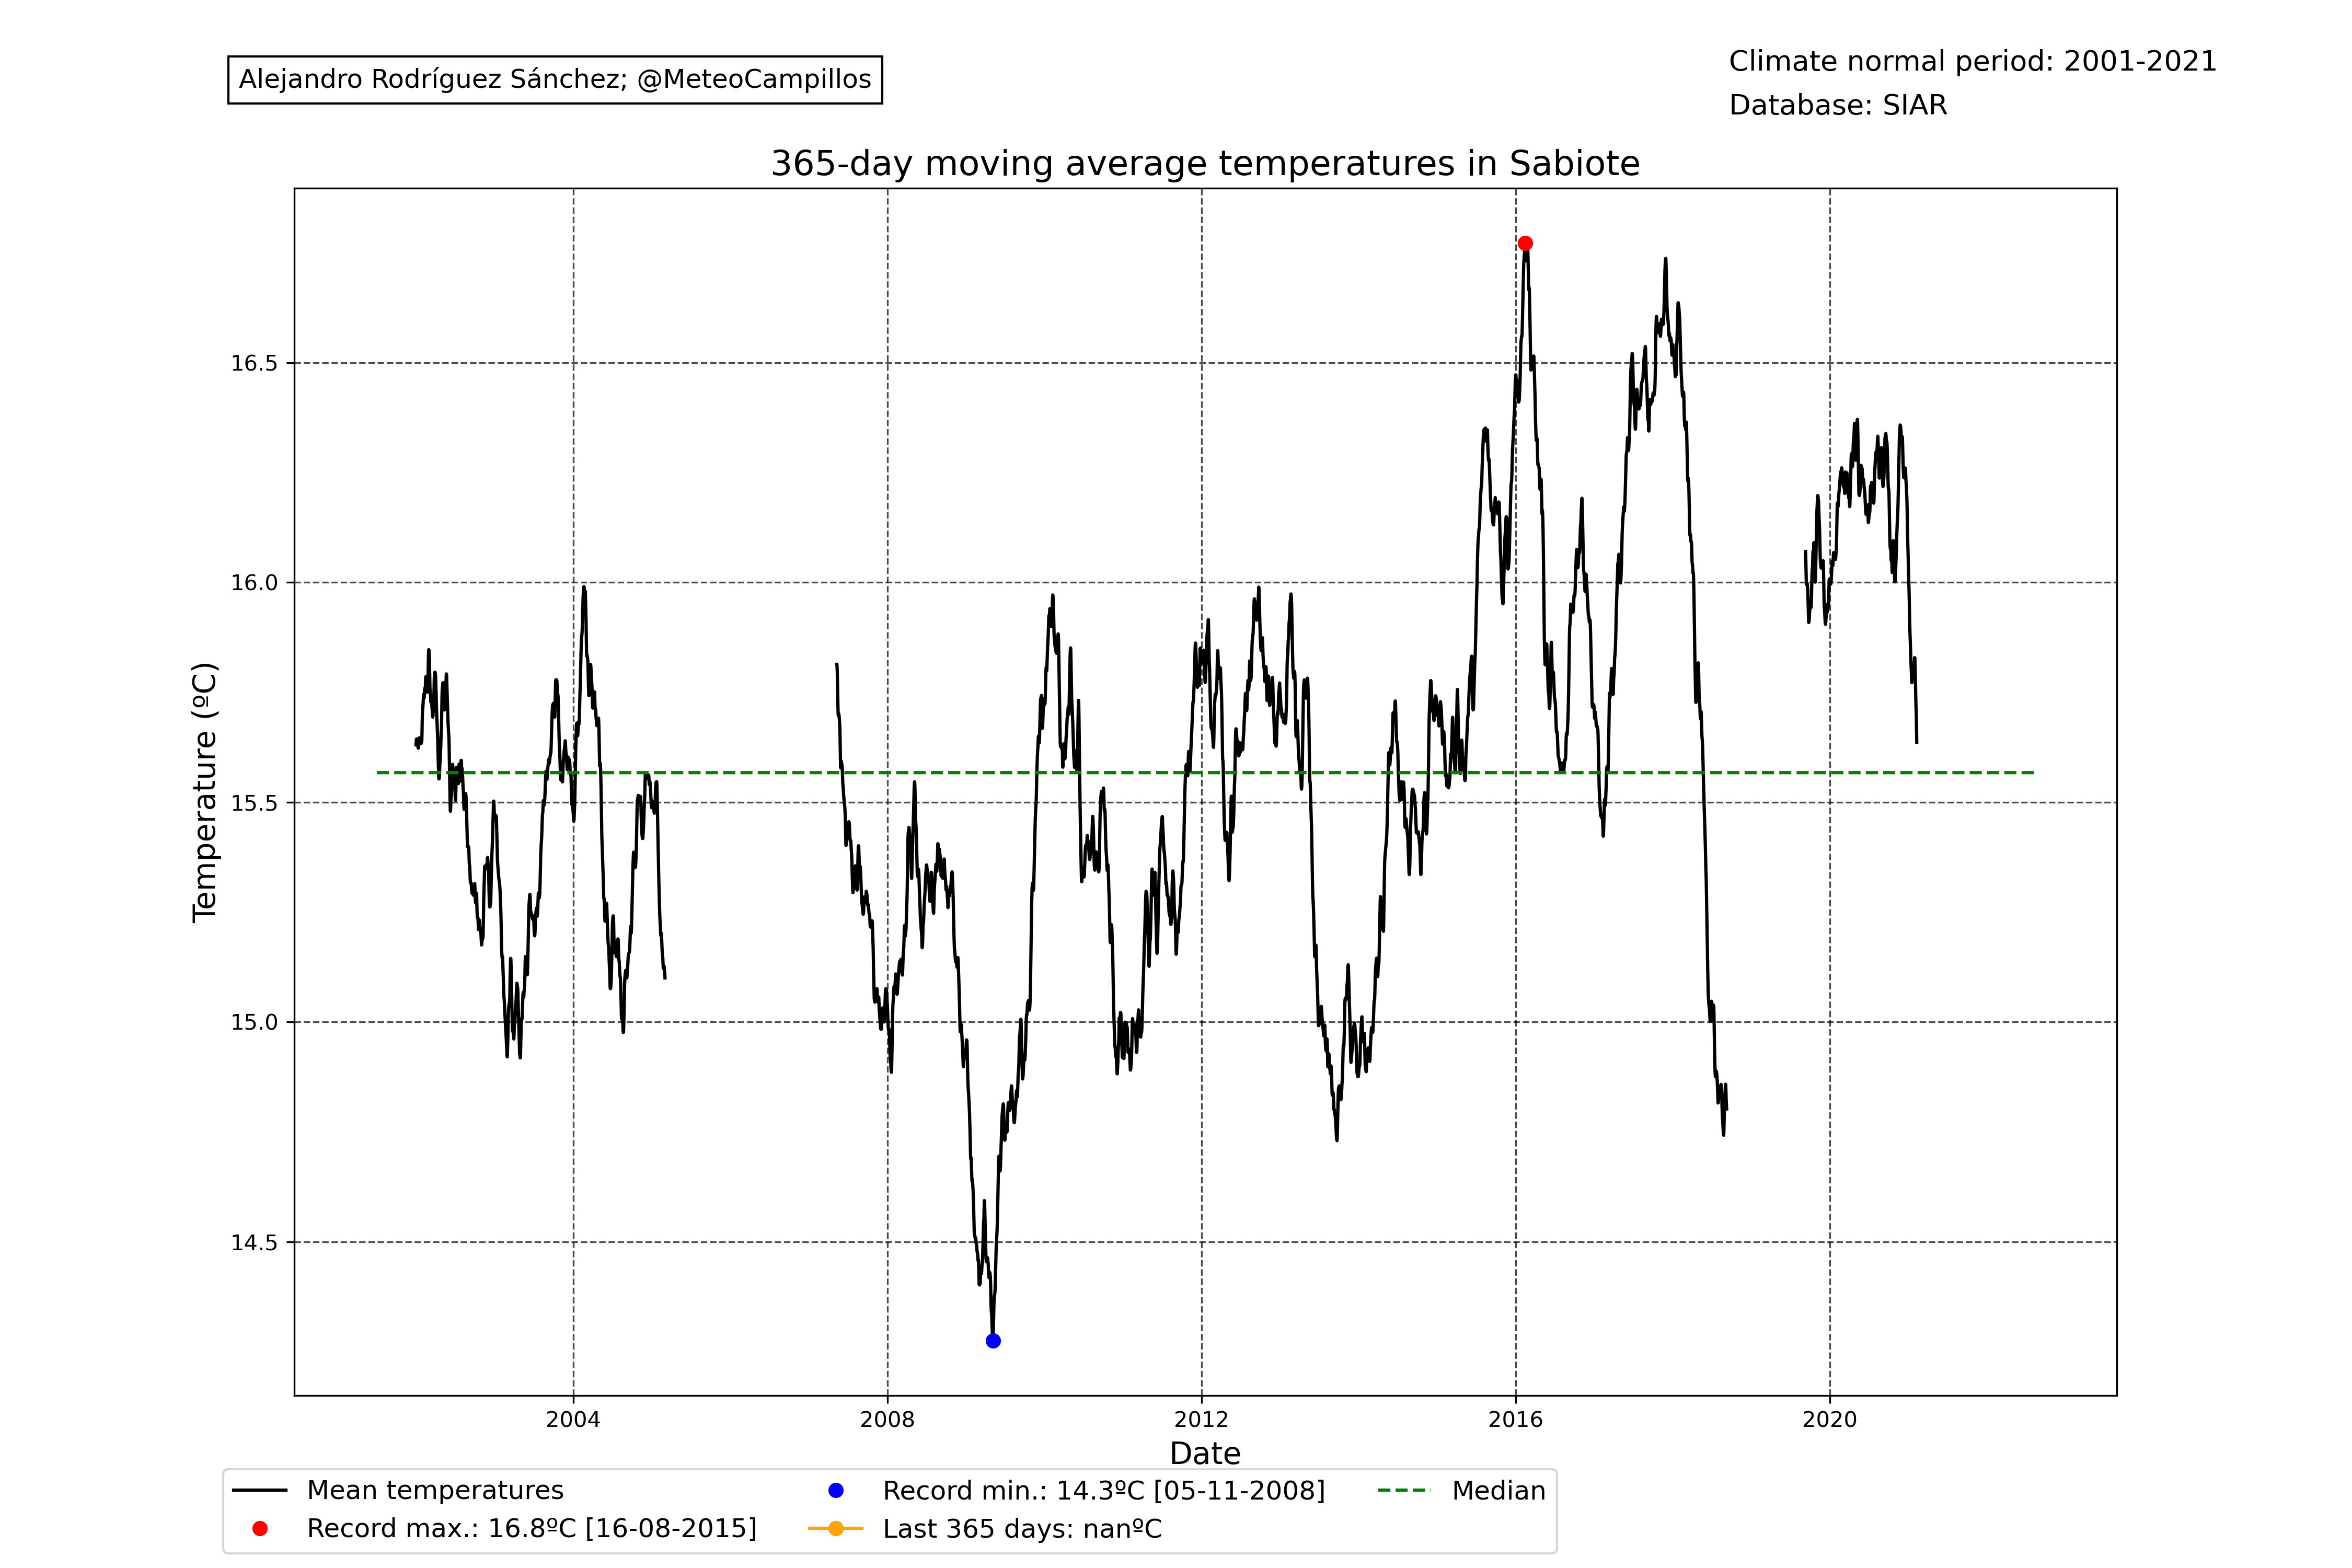 Alejandro Rodríguez Sánchez; @MeteoCampillos
Climate normal period: 2001-2021
Database: SIAR
365-day moving average temperatures in Sabiote
Temperature (ºC)
16.5
16.0
15.5
15.0
14.5
2004
2008
2012
2016
2020
Date
Mean temperatures
Record max.: 16.8ºC [16-08-2015]
Record min.: 14.3ºC [05-11-2008]
Last 365 days: nanºC
Median